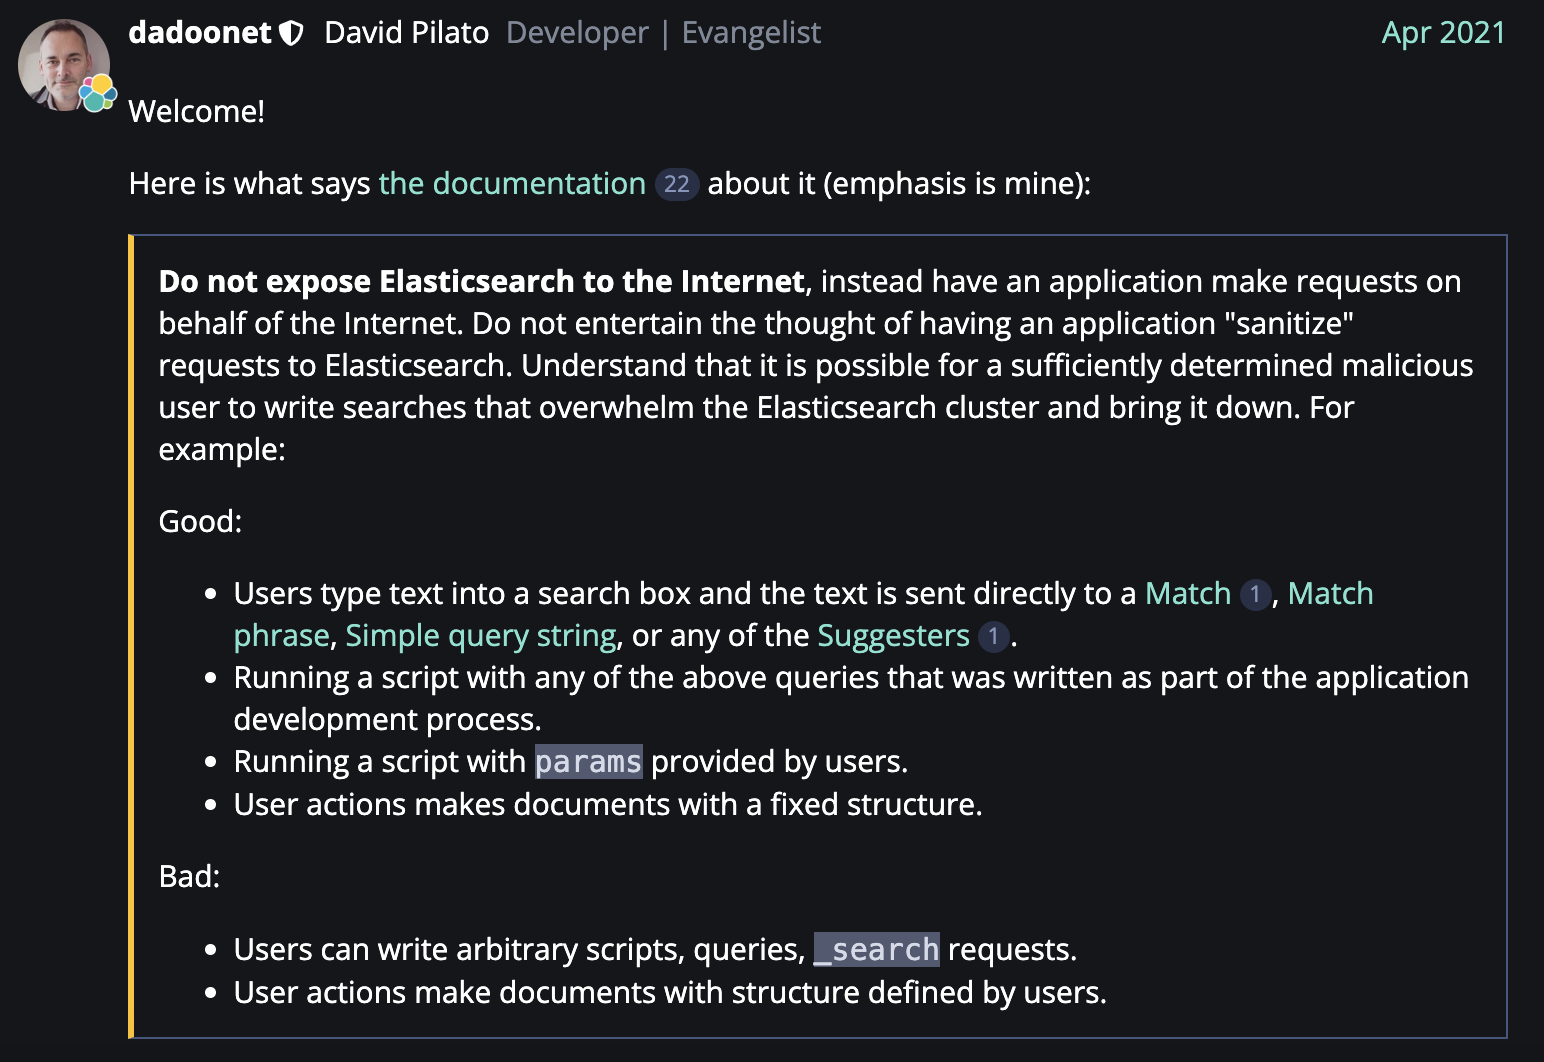 dadoonet David Pilato Developer | Evangelist Apr 2021
Welcome!
Here is what says the documentation 22 about it (emphasis is mine):
Do not expose Elasticsearch to the Internet, instead have an application make requests on
behalf of the Internet. Do not entertain the thought of having an application "sanitize"
requests to Elasticsearch. Understand that it is possible for a sufficiently determined malicious
user to write searches that overwhelm the Elasticsearch cluster and bring it down. For
example:
Good:
• Users type text into a search box and the text is sent directly to a Match 1, Match
phrase, Simple query string, or any of the Suggesters 1.
• Running a script with any of the above queries that was written as part of the application
development process.
• Running a script with params provided by users.
• User actions makes documents with a fixed structure.
Bad:
• Users can write arbitrary scripts, queries, _search requests.
• User actions make documents with structure defined by users.